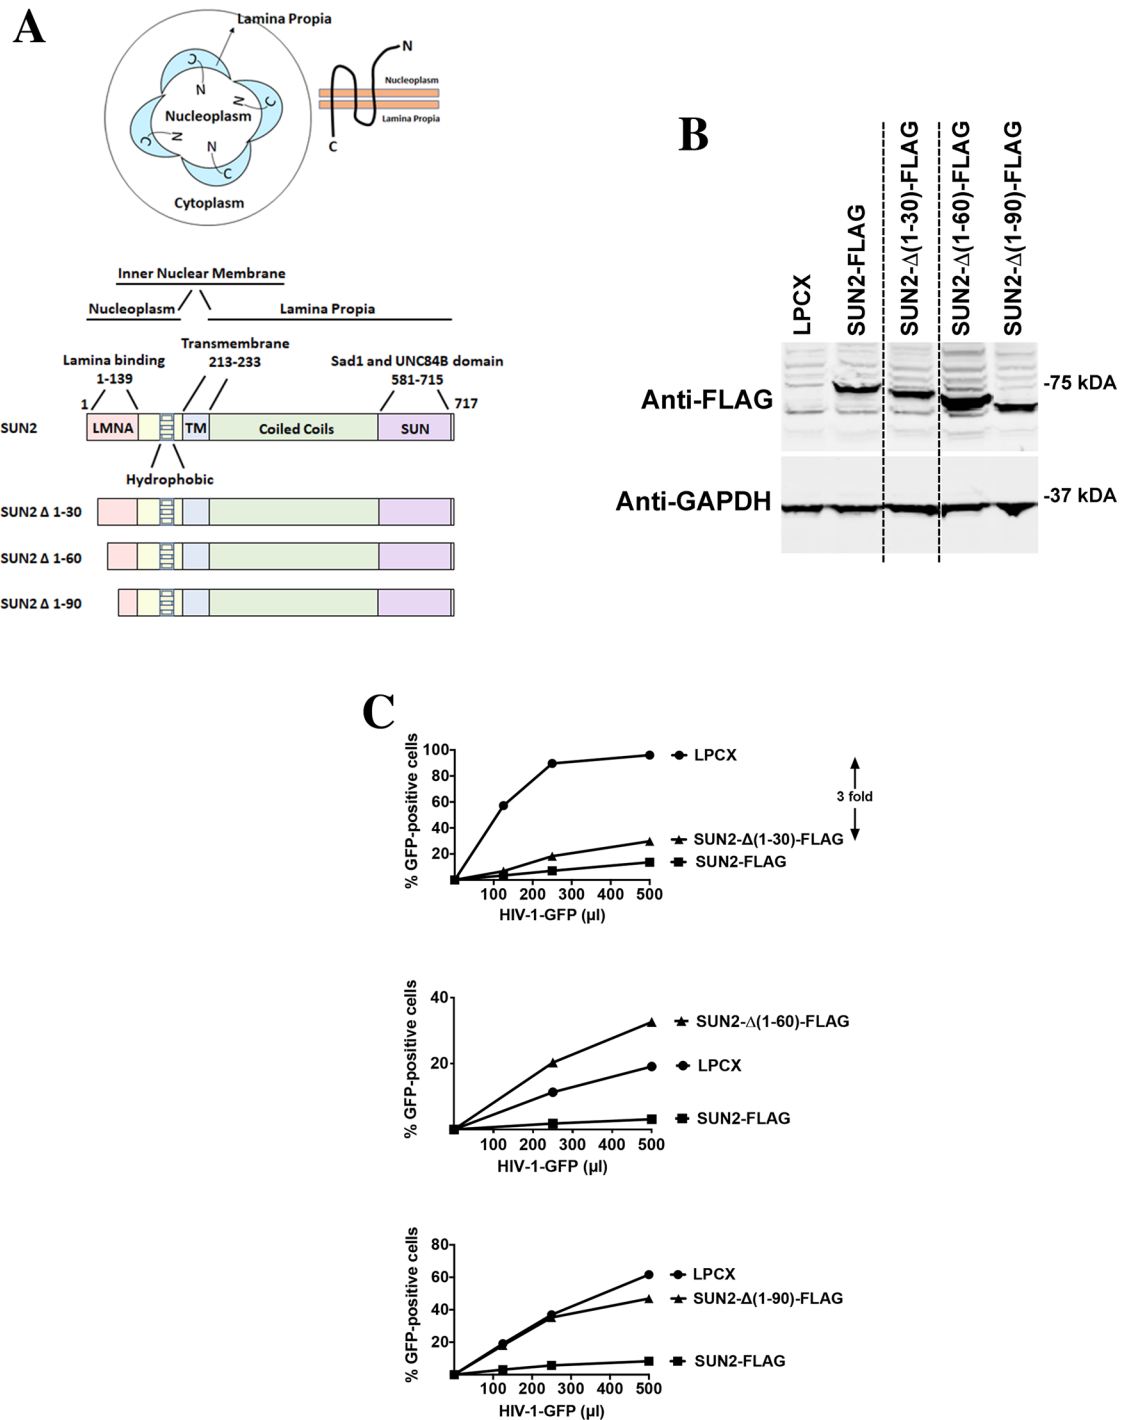 A
Lamina Propia
C
N
N
C
Nucleoplasm
C
N
N
C
Cytoplasm
N
Nucleoplasm
Lamina Propia
C
Inner Nuclear Membrane
Nucleoplasm
Lamina Propia
Transmembrane
213-233
Lamina binding
1-139
Sad1 and UNC84B domain
581-715
1
717
SUN2
LMNA
TM
Coiled Coils
SUN
Hydrophobic
SUN2 Δ 1-30
SUN2 Δ 1-60
SUN2 Δ 1-90
B
LPCX
SUN2-FLAG
SUN2-Δ(1-30)-FLAG
SUN2-Δ(1-60)-FLAG
SUN2-Δ(1-90)-FLAG
Anti-FLAG
-75 kDA
Anti-GAPDH
-37 kDA
C
% GFP-positive cells
100
80
60
40
20
100 200 300 400 500
HIV-1-GFP (µl)
LPCX
SUN2-Δ(1-30)-FLAG
SUN2-FLAG
3 fold
% GFP-positive cells
40
20
100 200 300 400 500
HIV-1-GFP (µl)
SUN2-Δ(1-60)-FLAG
LPCX
SUN2-FLAG
% GFP-positive cells
80
60
40
20
100 200 300 400 500
HIV-1-GFP (µl)
LPCX
SUN2-Δ(1-90)-FLAG
SUN2-FLAG